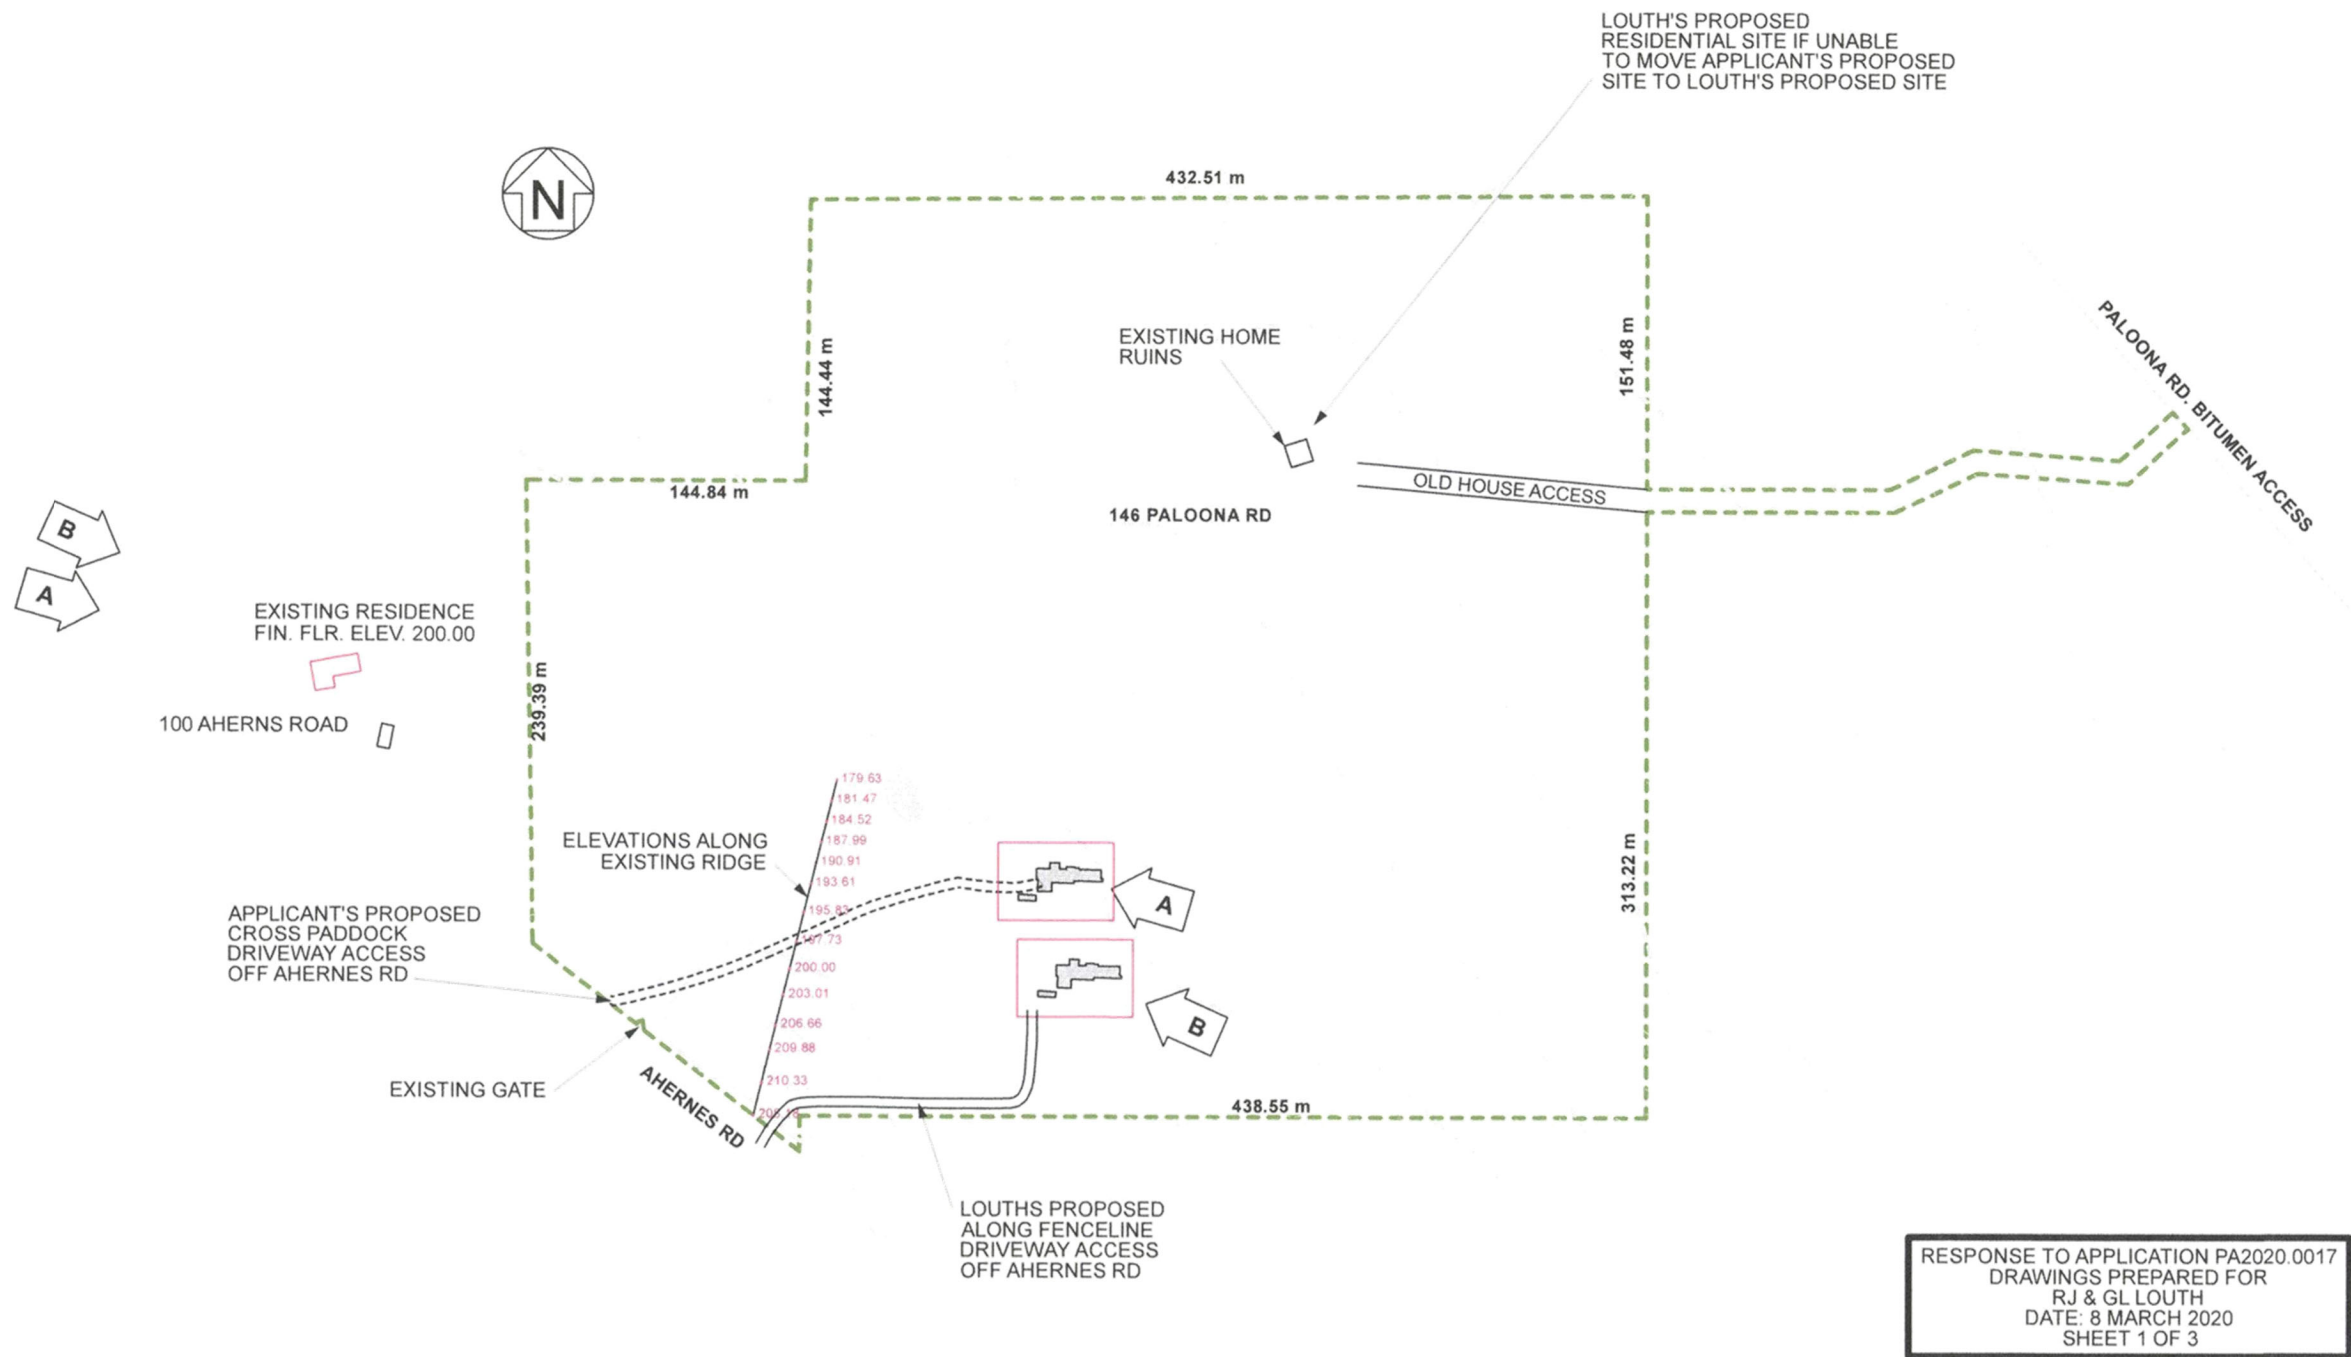 LOUTH'S PROPOSED
RESIDENTIAL SITE IF UNABLE
TO MOVE APPLICANT'S PROPOSED
SITE TO LOUTH'S PROPOSED SITE
N
432.51 m
144.44 m
EXISTING HOME
RUINS
151.48 m
PALOONA RD. BITUMEN ACCESS
144.84 m
OLD HOUSE ACCESS
146 PALOONA RD
B
A
EXISTING RESIDENCE
FIN. FLR. ELEV. 200.00
239.39 m
100 AHERNS ROAD
179.63
181.47
184.52
187.99
190.91
193.61
195.83
197.73
200.00
203.01
206.66
209.88
210.33
ELEVATIONS ALONG
EXISTING RIDGE
313.22 m
A
B
APPLICANT'S PROPOSED
CROSS PADDOCK
DRIVEWAY ACCESS
OFF AHERNES RD
EXISTING GATE
AHERNES RD
438.55 m
LOUTHS PROPOSED
ALONG FENCELINE
DRIVEWAY ACCESS
OFF AHERNES RD
RESPONSE TO APPLICATION PA2020.0017
DRAWINGS PREPARED FOR
RJ & GL LOUTH
DATE: 8 MARCH 2020
SHEET 1 OF 3